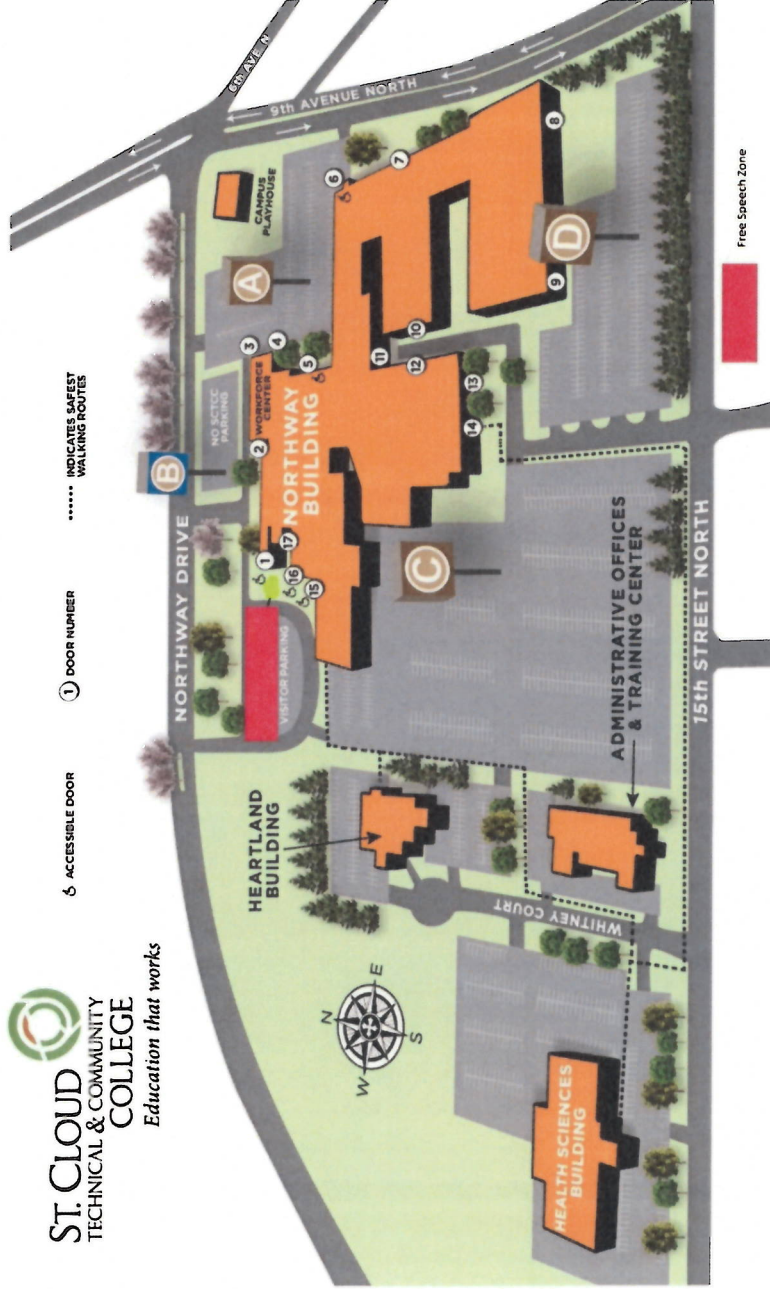 ST. CLOUD
TECHNICAL & COMMUNITY
COLLEGE
Education that works
♿ ACCESSIBLE DOOR
1 DOOR NUMBER
INDICATES SAFEST
WALKING ROUTES
6th AVE N
9th AVENUE NORTH
NORTHWAY DRIVE
CAMPUS
PLAYHOUSE
A
B
NO SCTCC
PARKING
WORKFORCE
CENTER
NORTHWAY
BUILDING
VISITOR PARKING
1
2
3
4
5
6
7
8
9
10
11
12
13
14
15
16
17
C
D
HEARTLAND
BUILDING
ADMINISTRATIVE OFFICES
& TRAINING CENTER
WHITNEY COURT
N
E
S
W
HEALTH SCIENCES
BUILDING
15th STREET NORTH
Free Speech Zone